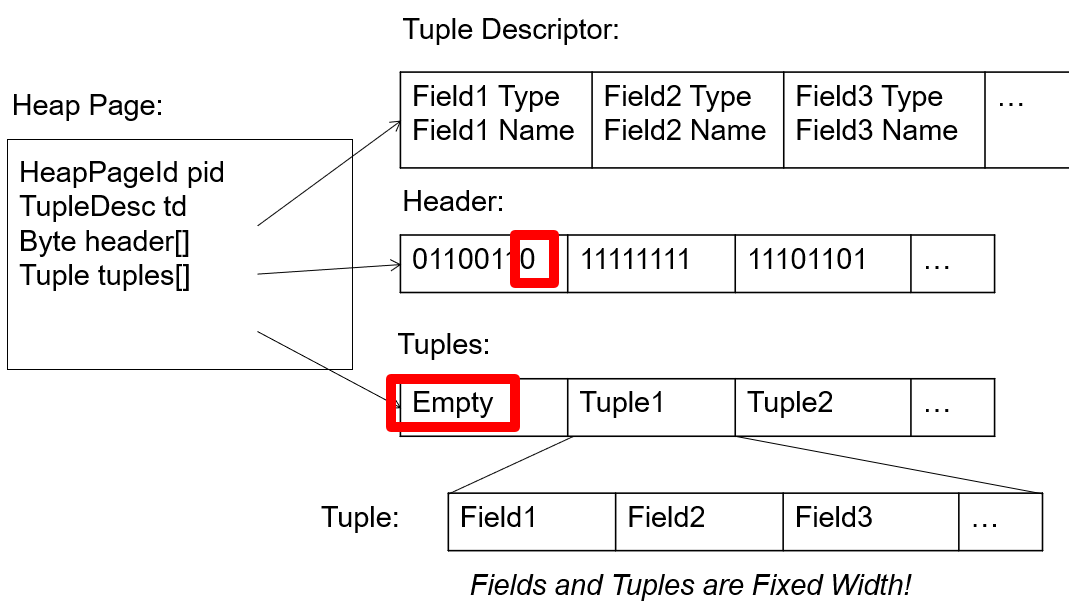 Tuple Descriptor:
Field1 Type Field2 Type Field3 Type …
Field1 Name Field2 Name Field3 Name
Heap Page:
HeapPageId pid
TupleDesc td
Byte header[]
Tuple tuples[]
Header:
01100110 11111111 11101101 …
Tuples:
Empty Tuple1 Tuple2 …
Tuple: Field1 Field2 Field3 …
Fields and Tuples are Fixed Width!